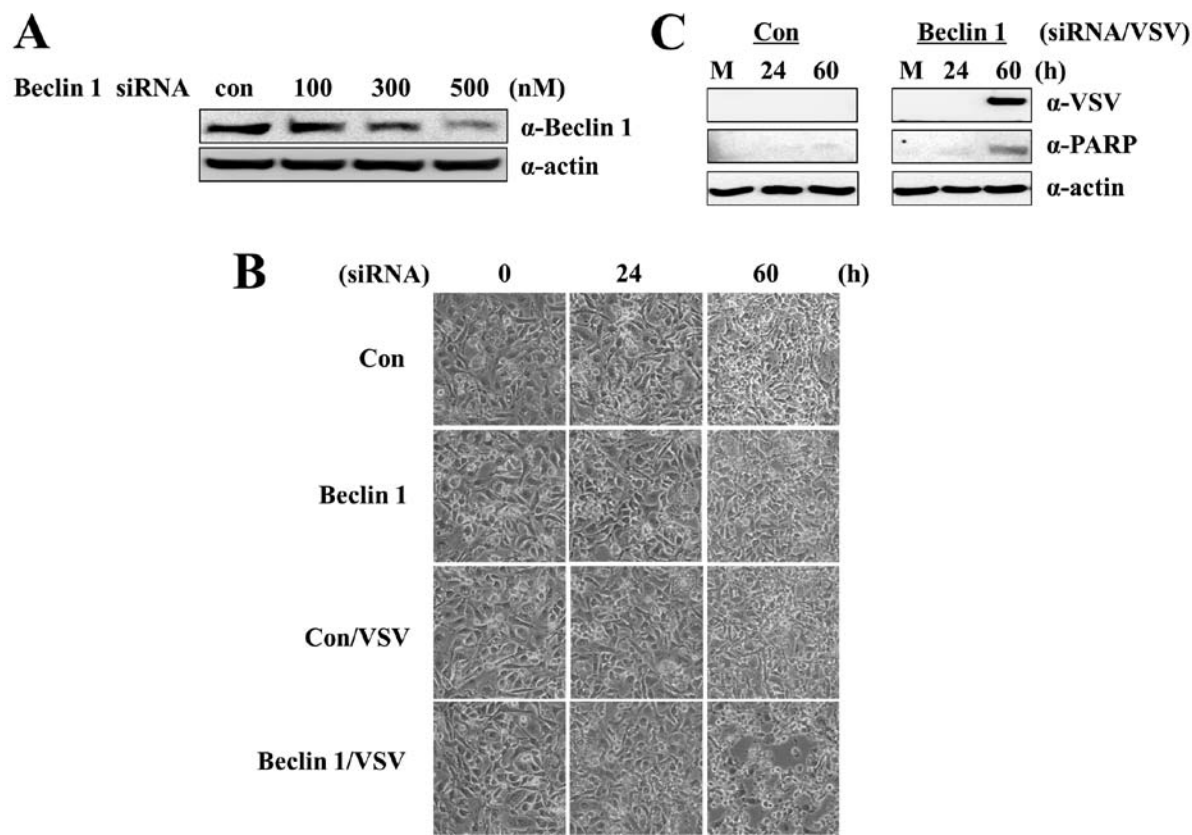 A
Beclin 1 siRNA con 100 300 500 (nM)
α-Beclin 1
α-actin
C
Con Beclin 1 (siRNA/VSV)
M 24 60 M 24 60 (h)
α-VSV
α-PARP
α-actin
B
(siRNA) 0 24 60 (h)
Con
Beclin 1
Con/VSV
Beclin 1/VSV